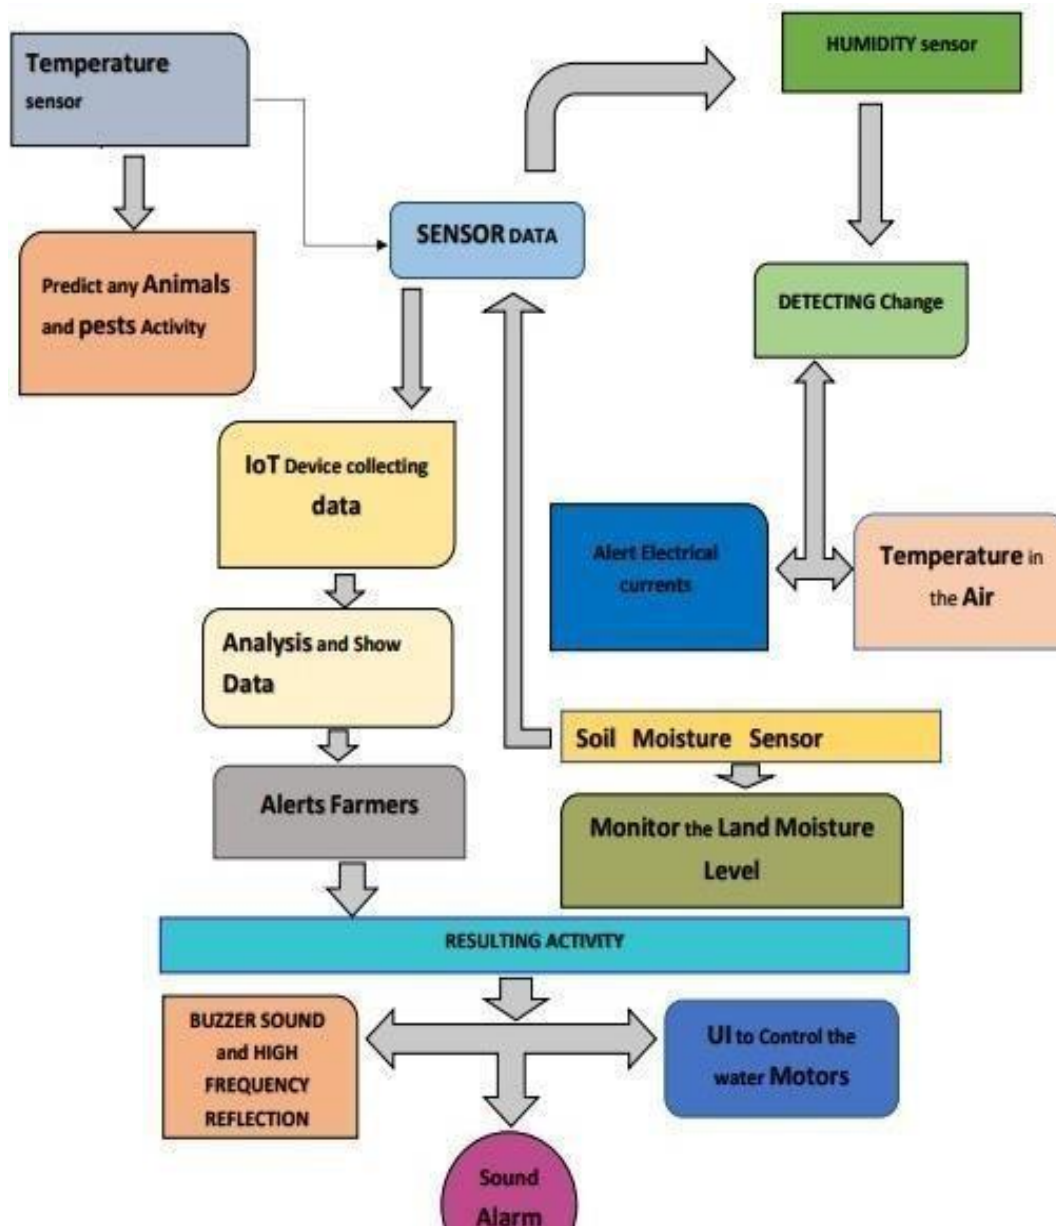 Temperature
sensor
HUMIDITY sensor
SENSOR DATA
Predict any Animals
and pests Activity
DETECTING Change
IoT Device collecting
data
Alert Electrical
currents
Temperature in
the Air
Analysis and Show
Data
Soil Moisture Sensor
Alerts Farmers
Monitor the Land Moisture
Level
RESULTING ACTIVITY
BUZZER SOUND
and HIGH
FREQUENCY
REFLECTION
UI to Control the
water Motors
Sound
Alarm